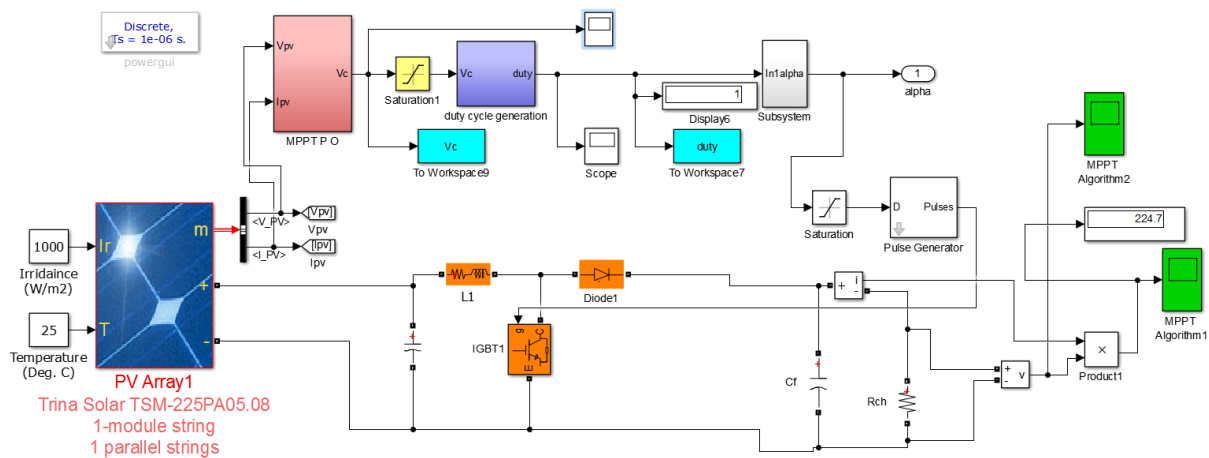 Discrete,
Ts = 1e-06 s.
powergui
Vpv
Ipv
Vc
MPPT P O
Saturation1
Vc
duty
duty cycle generation
Vc
To Workspace9
Scope
1
Display6
duty
To Workspace7
In1alpha
Subsystem
1
alpha
Saturation
D
Pulses
Pulse Generator
MPPT
Algorithm2
224.7
MPPT
Algorithm1
×
Product1
<V_PV>
[Vpv]
Vpv
<I_PV>
[Ipv]
Ipv
1000
Irridaince
(W/m2)
25
Temperature
(Deg. C)
Ir
T
m
+
-
PV Array1
Trina Solar TSM-225PA05.08
1-module string
1 parallel strings
+
L1
Diode1
g
C
E
IGBT1
+
Cf
+
Rch
+
-
i
+
-
v